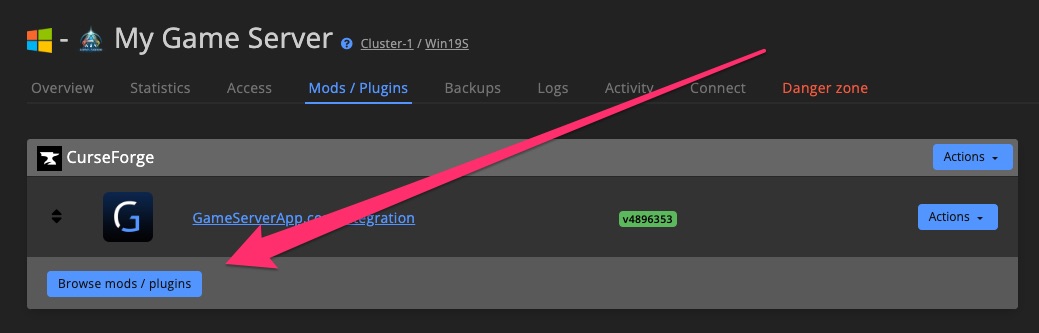 - My Game Server ? Cluster-1 / Win19S
Overview Statistics Access Mods / Plugins Backups Logs Activity Connect Danger zone
CurseForge Actions
G GameServerApp.co ntegration v4896353 Actions
Browse mods / plugins